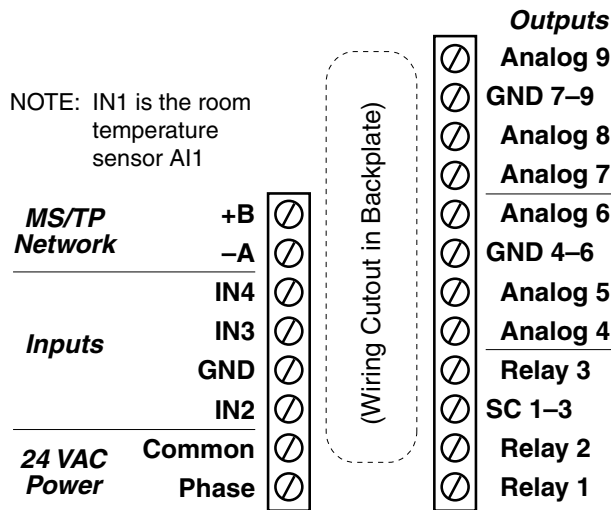 NOTE: IN1 is the room
temperature
sensor AI1
MS/TP
Network
+B
–A
Inputs
IN4
IN3
GND
IN2
24 VAC
Power
Common
Phase
(Wiring Cutout in Backplate)
Outputs
Analog 9
GND 7–9
Analog 8
Analog 7
Analog 6
GND 4–6
Analog 5
Analog 4
Relay 3
SC 1–3
Relay 2
Relay 1